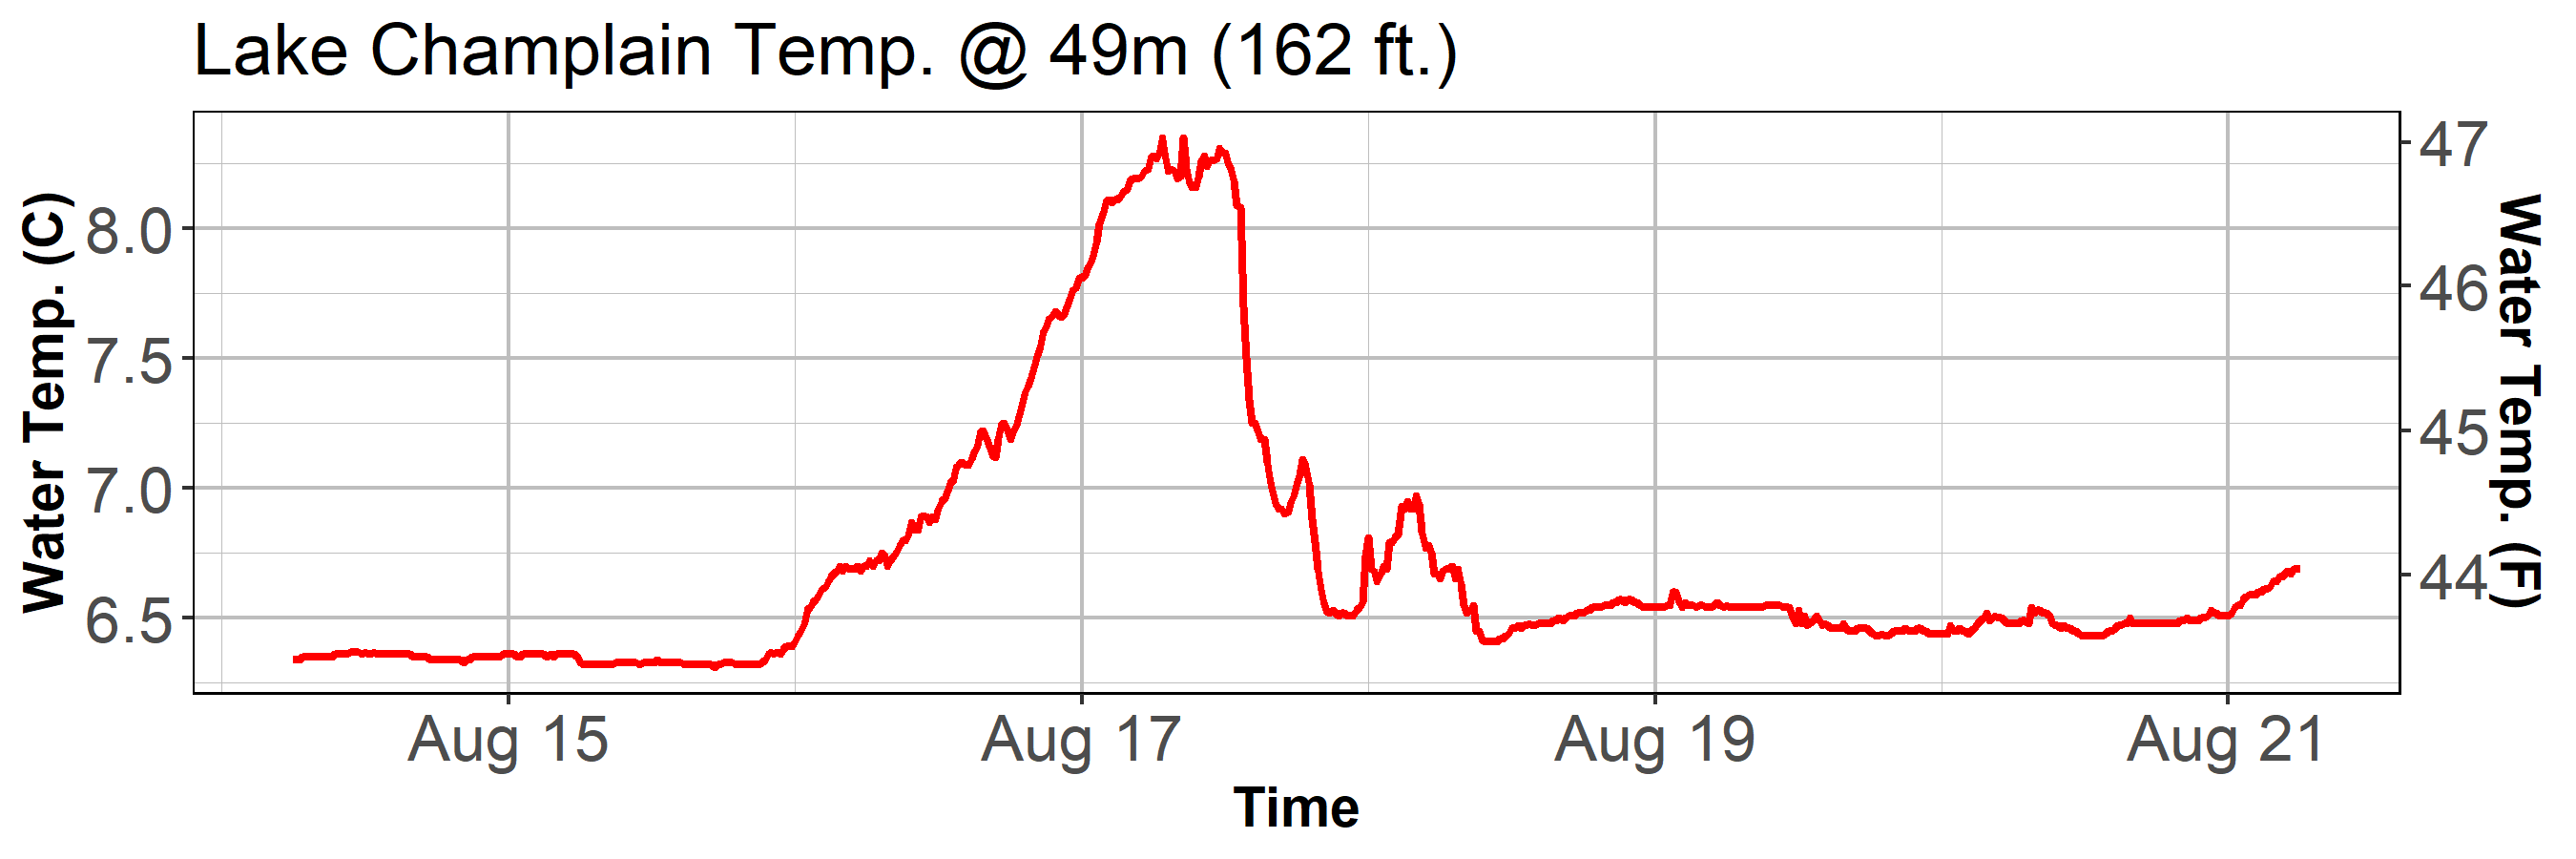 Lake Champlain Temp. @ 49m (162 ft.)
Water Temp. (C)
8.0
7.5
7.0
6.5
47
46
45
44
Water Temp. (F)
Aug 15
Aug 17
Aug 19
Aug 21
Time